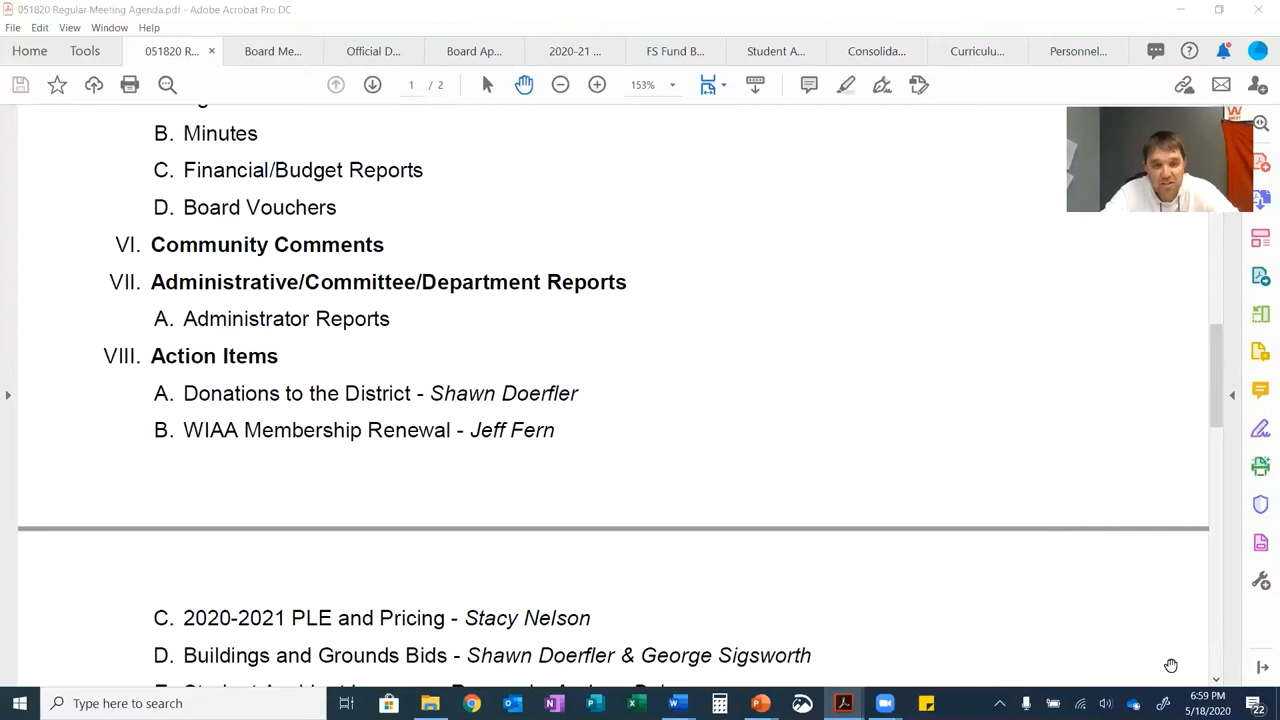 051820 Regular Meeting Agenda.pdf - Adobe Acrobat Pro DC
File Edit View Window Help
Home Tools 051820 R... × Board Me... Official D... Board Ap... 2020-21 ... FS Fund B... Student A... Consolida... Curriculu... Personnel...
1 / 2 153%
B. Minutes
C. Financial/Budget Reports
D. Board Vouchers
VI. Community Comments
VII. Administrative/Committee/Department Reports
A. Administrator Reports
VIII. Action Items
A. Donations to the District - Shawn Doerfler
B. WIAA Membership Renewal - Jeff Fern
C. 2020-2021 PLE and Pricing - Stacy Nelson
D. Buildings and Grounds Bids - Shawn Doerfler & George Sigsworth
Type here to search
6:59 PM
5/18/2020
22